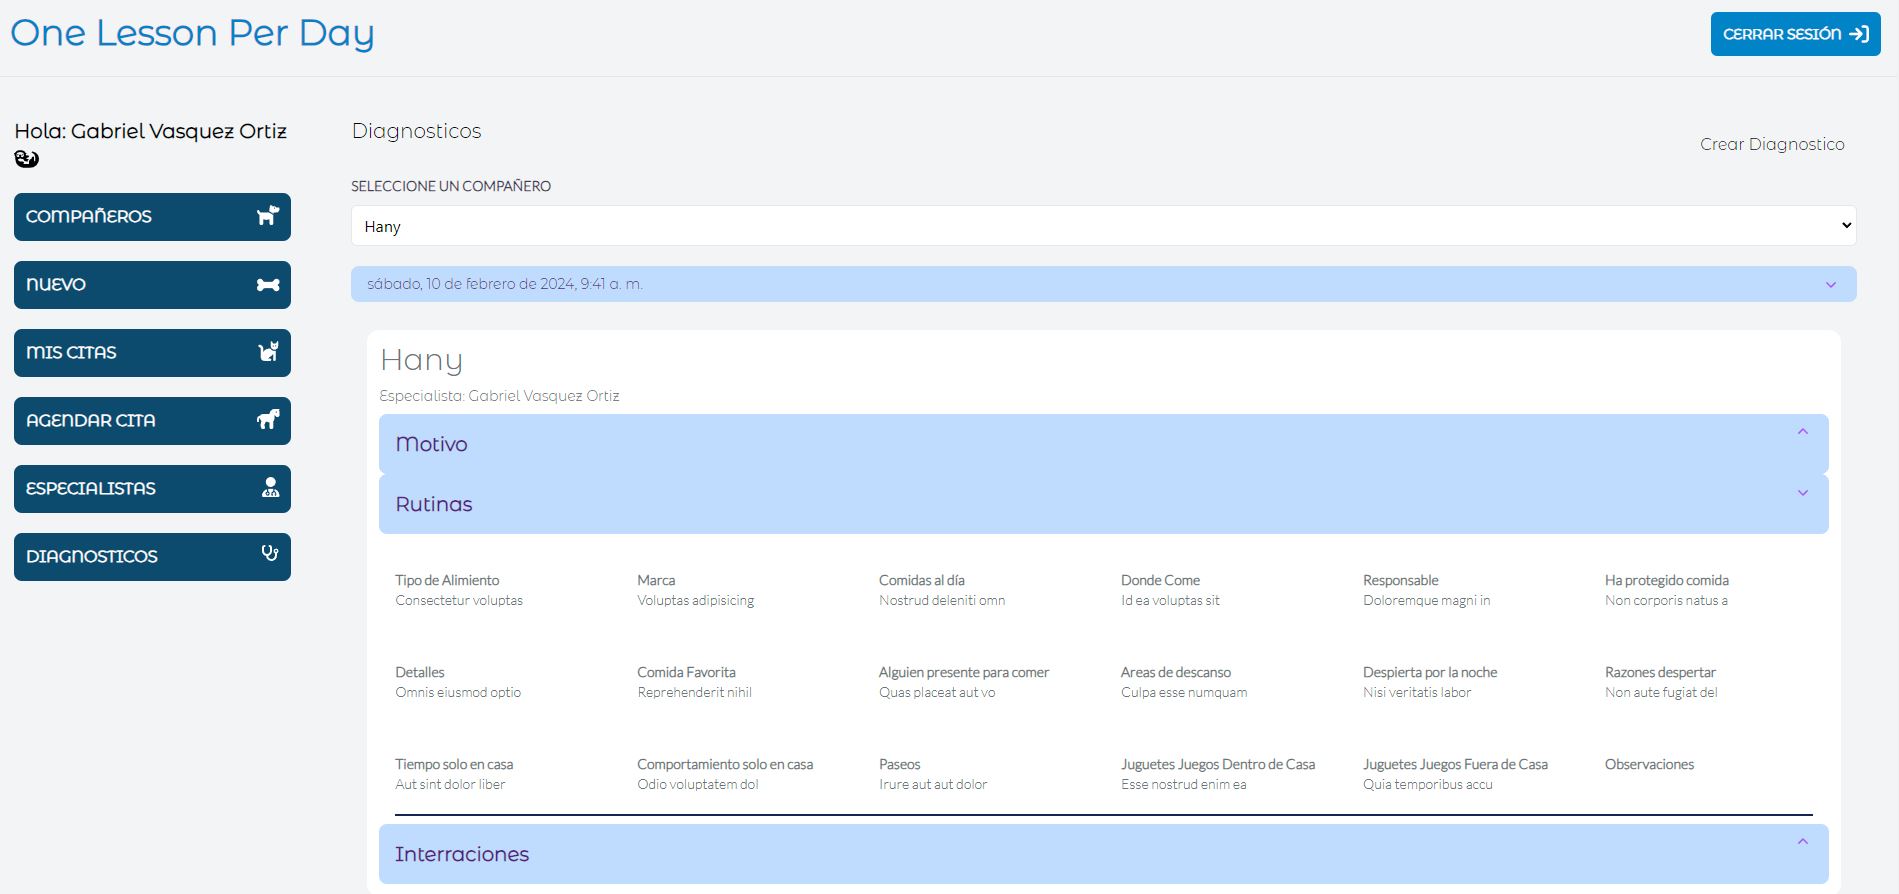 One Lesson Per Day
CERRAR SESIÓN
Hola: Gabriel Vasquez Ortiz
COMPAÑEROS
NUEVO
MIS CITAS
AGENDAR CITA
ESPECIALISTAS
DIAGNOSTICOS
Diagnosticos
Crear Diagnostico
SELECCIONE UN COMPAÑERO
Hany
sábado, 10 de febrero de 2024, 9:41 a. m.
Hany
Especialista: Gabriel Vasquez Ortiz
Motivo
Rutinas
Tipo de Alimiento Marca Comidas al día Donde Come Responsable Ha protegido comida
Consectetur voluptas Voluptas adipisicing Nostrud deleniti omn Id ea voluptas sit Doloremque magni in Non corporis natus a
Detalles Comida Favorita Alguien presente para comer Areas de descanso Despierta por la noche Razones despertar
Omnis eiusmod optio Reprehenderit nihil Quas placeat aut vo Culpa esse numquam Nisi veritatis labor Non aute fugiat del
Tiempo solo en casa Comportamiento solo en casa Paseos Juguetes Juegos Dentro de Casa Juguetes Juegos Fuera de Casa Observaciones
Aut sint dolor liber Odio voluptatem dol Irure aut aut dolor Esse nostrud enim ea Quia temporibus accu
Interraciones